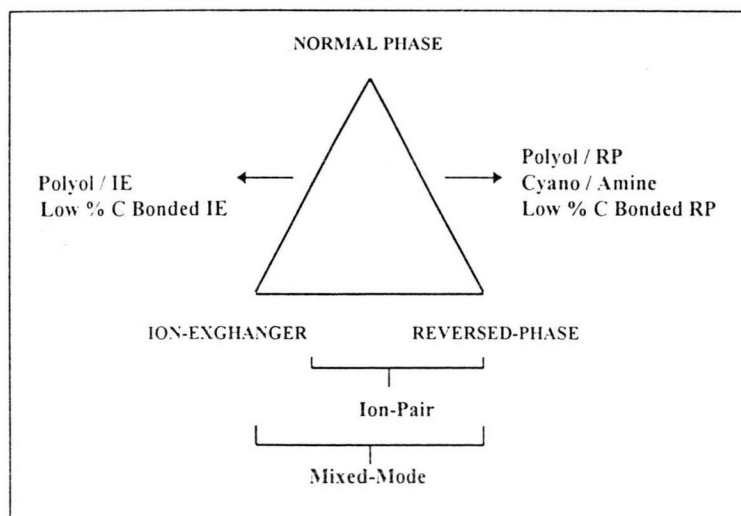 NORMAL PHASE
Polyol / IE
Low % C Bonded IE
Polyol / RP
Cyano / Amine
Low % C Bonded RP
ION-EXGHANGER
REVERSED-PHASE
Ion-Pair
Mixed-Mode